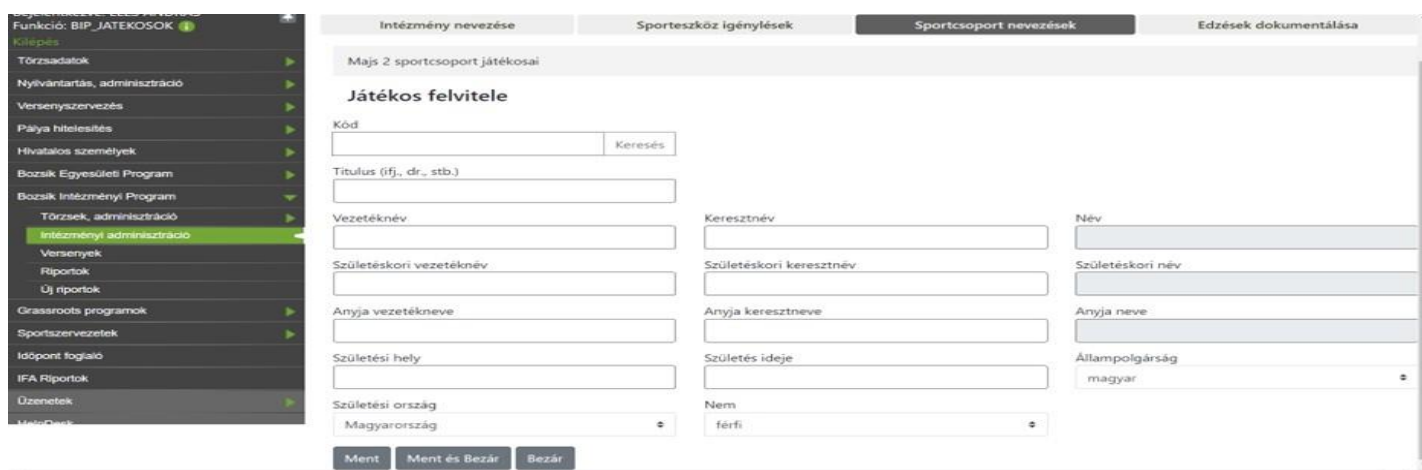 Funkció: BIP_JATEKOSOK
Kilépés
Törzsadatok
Nyilvántartás, adminisztráció
Versenyszervezés
Pálya hitelesítés
Hivatalos személyek
Bozsik Egyesületi Program
Bozsik Intézményi Program
Törzsek, adminisztráció
Intézményi adminisztráció
Versenyek
Riportok
Új riportok
Grassroots programok
Sportszervezetek
Időpont foglaló
IFA Riportok
Üzenetek
Intézmény nevezése Sporteszköz igénylések Sportcsoport nevezések Edzések dokumentálása
Majs 2 sportcsoport játékosai
Játékos felvitele
Kód
Keresés
Titulus (ifj., dr., stb.)
Vezetéknév Keresztnév Név
Születéskori vezetéknév Születéskori keresztnév Születéskori név
Anyja vezetékneve Anyja keresztneve Anyja neve
Születési hely Születés ideje Állampolgárság
magyar
Születési ország Nem
Magyarország férfi
Ment Ment és Bezár Bezár